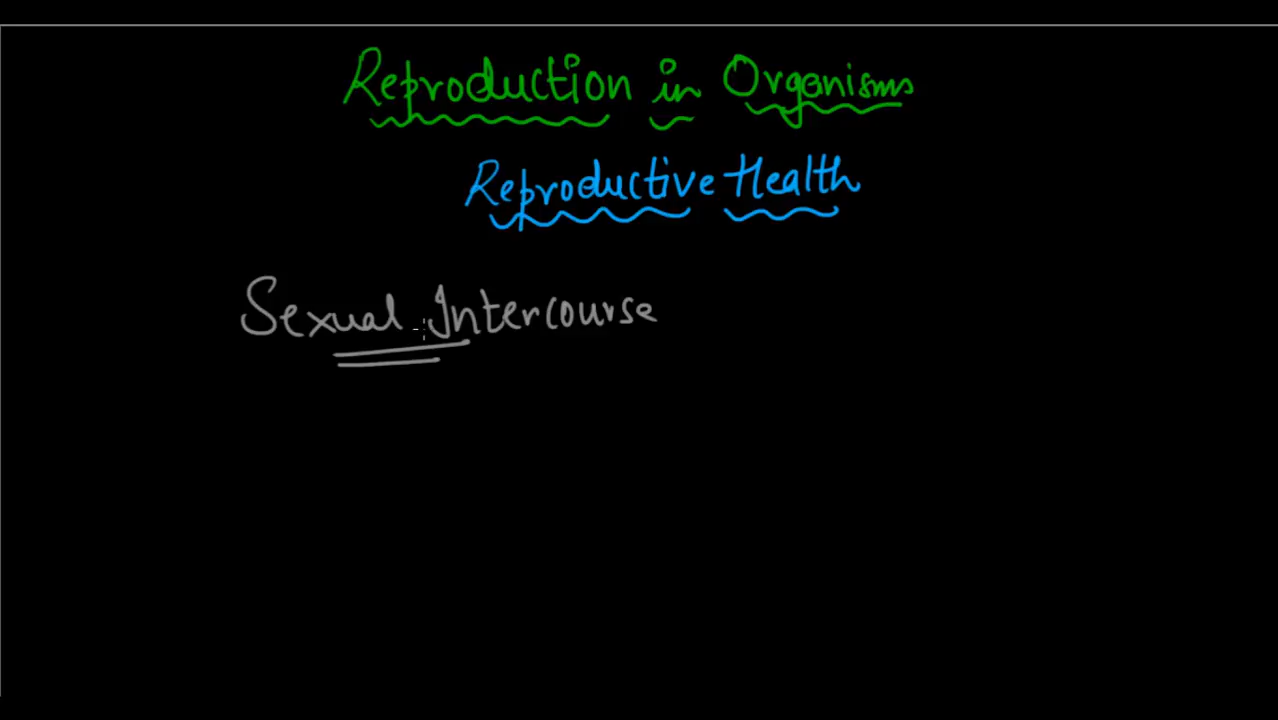 Reproduction in Organisms
Reproductive Health
Sexual Intercourse